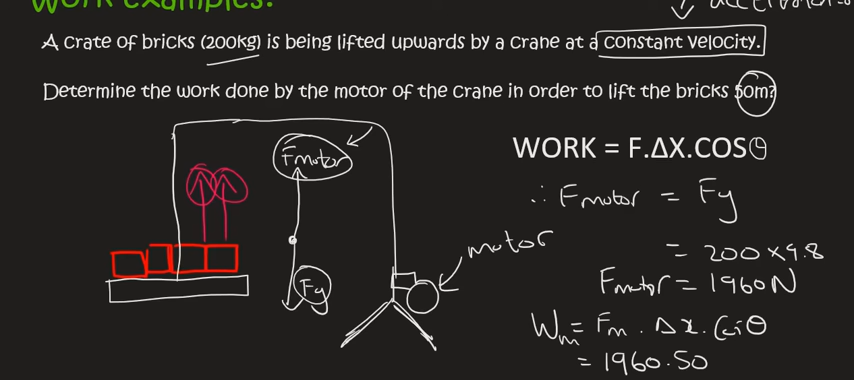 Work examples:
A crate of bricks (200kg) is being lifted upwards by a crane at a constant velocity.
Determine the work done by the motor of the crane in order to lift the bricks 50m?
WORK = F.ΔX.COSΘ
Fmotor
∴ Fmotor = Fg
= 200 × 9.8
Fmotor = 1960N
motor
Fg
Wm = Fm . Δx . Cosθ
= 1960.50